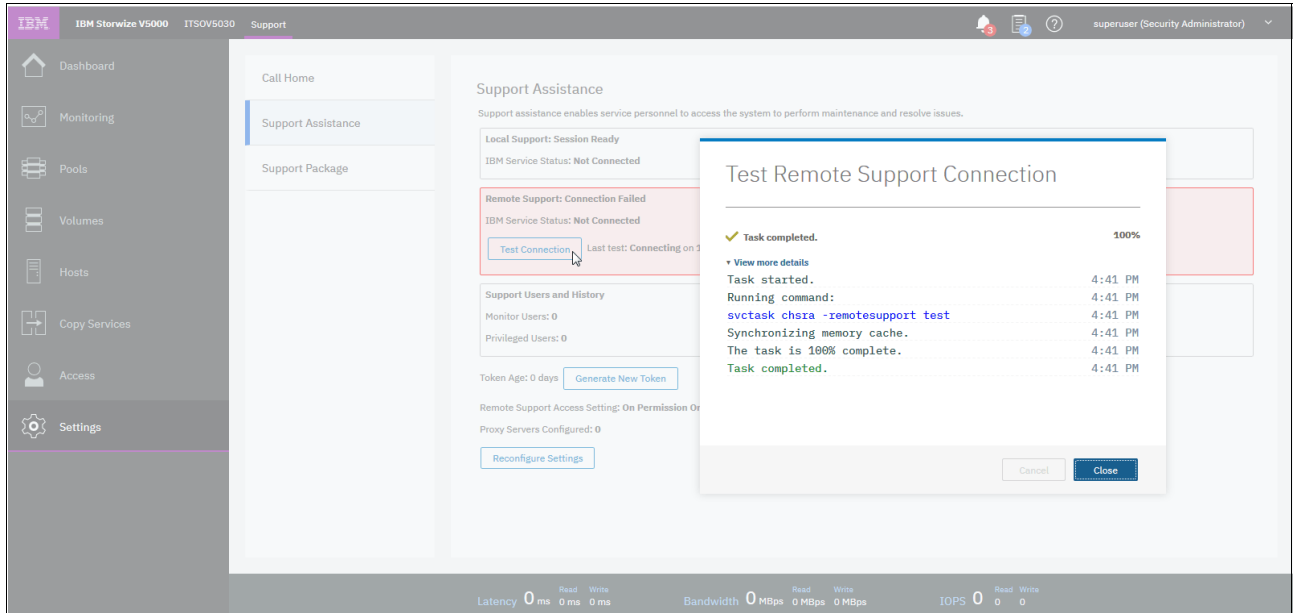 IBM IBM Storwize V5000 ITSOV5030 Support 3 2 ? superuser (Security Administrator)
Dashboard
Monitoring
Pools
Volumes
Hosts
Copy Services
Access
Settings
Call Home
Support Assistance
Support Package
Support Assistance
Support assistance enables service personnel to access the system to perform maintenance and resolve issues.
Local Support: Session Ready
IBM Service Status: Not Connected
Remote Support: Connection Failed
IBM Service Status: Not Connected
Test Connection Last test: Connecting on
Support Users and History
Monitor Users: 0
Privileged Users: 0
Token Age: 0 days Generate New Token
Remote Support Access Setting: On Permission
Proxy Servers Configured: 0
Reconfigure Settings
Test Remote Support Connection
Task completed. 100%
View more details
Task started. 4:41 PM
Running command: 4:41 PM
svctask chsra -remotesupport test 4:41 PM
Synchronizing memory cache. 4:41 PM
The task is 100% complete. 4:41 PM
Task completed. 4:41 PM
Cancel Close
Read Write Read Write Read Write
Latency 0 ms 0 ms 0 ms Bandwidth 0 MBps 0 MBps 0 MBps IOPS 0 0 0